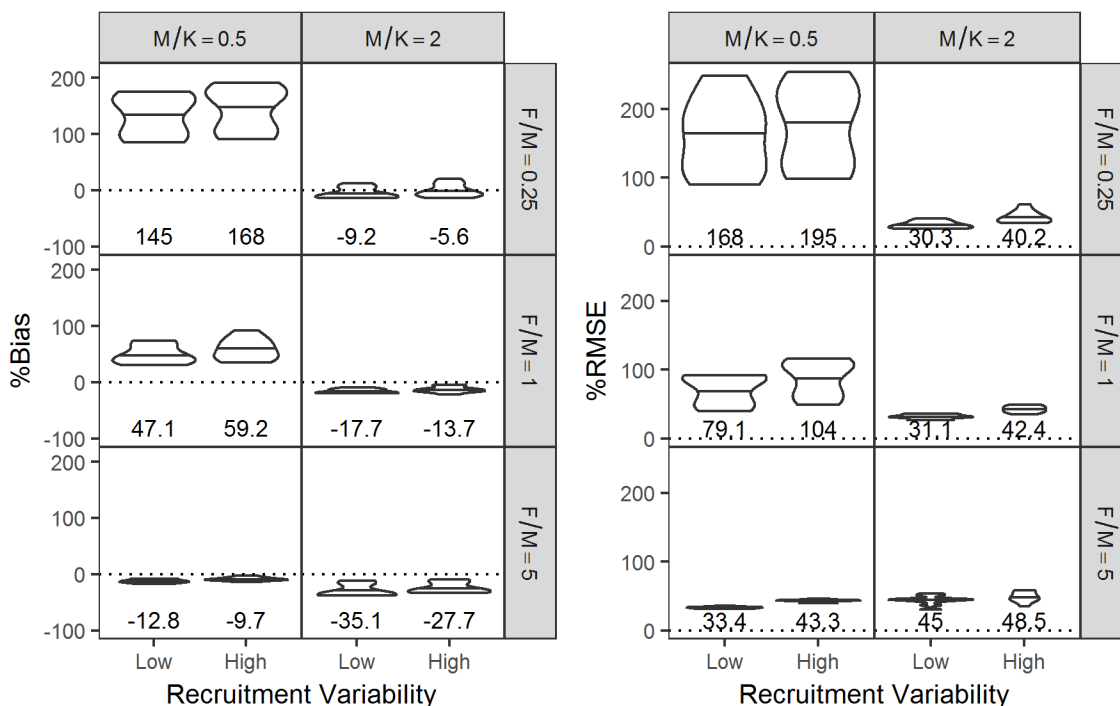 M/K = 0.5
M/K = 2
F/M = 0.25
F/M = 1
F/M = 5
%Bias
200
100
0
-100
145
168
-9.2
-5.6
200
100
0
-100
47.1
59.2
-17.7
-13.7
200
100
0
-100
-12.8
-9.7
-35.1
-27.7
Low
High
Low
High
Recruitment Variability
M/K = 0.5
M/K = 2
F/M = 0.25
F/M = 1
F/M = 5
%RMSE
200
100
0
168
195
30.3
40.2
200
100
0
79.1
104
31.1
42.4
200
100
0
33.4
43.3
45
48.5
Low
High
Low
High
Recruitment Variability